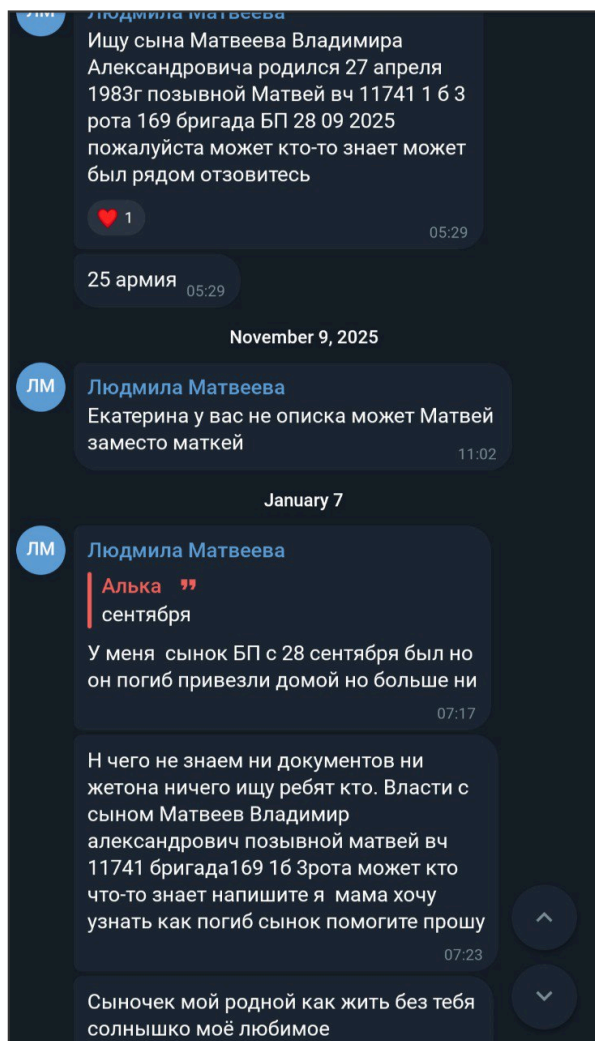 ЛМ
Людмила Матвеева
Ищу сына Матвеева Владимира
Александровича родился 27 апреля
1983г позывной Матвей вч 11741 1 б 3
рота 169 бригада БП 28 09 2025
пожалуйста может кто-то знает может
был рядом отзовитесь
1
05:29
25 армия
05:29
November 9, 2025
ЛМ
Людмила Матвеева
Екатерина у вас не описка может Матвей
заместо маткей
11:02
January 7
ЛМ
Людмила Матвеева
Алька
сентября
У меня сынок БП с 28 сентября был но
он погиб привезли домой но больше ни
07:17
Н чего не знаем ни документов ни
жетона ничего ищу ребят кто. Власти с
сыном Матвеев Владимир
александрович позывной матвей вч
11741 бригада169 1б 3рота может кто
что-то знает напишите я мама хочу
узнать как погиб сынок помогите прошу
07:23
Сыночек мой родной как жить без тебя
солнышко моё любимое